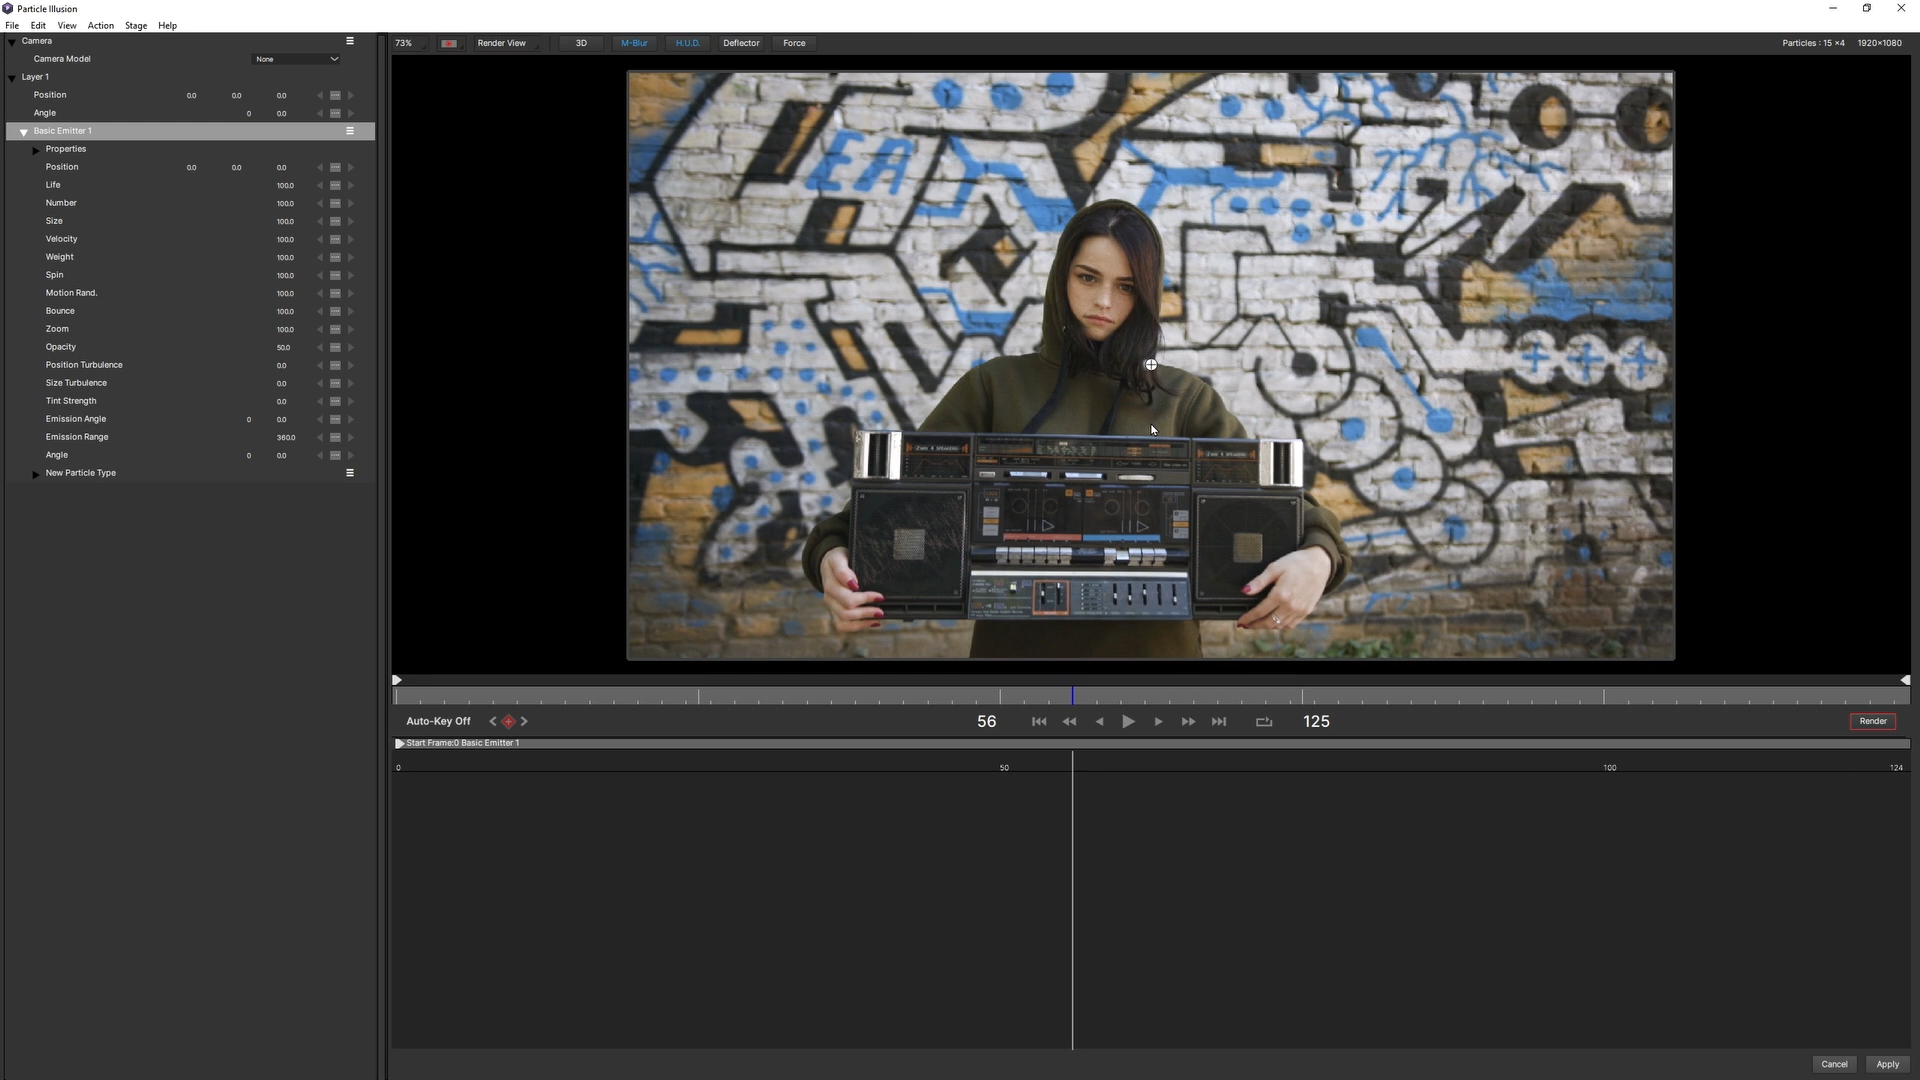 Particle Illusion
File Edit View Action Stage Help
Camera
Camera Model None
Layer 1
Position 0.0 0.0 0.0
Angle 0 0.0
Basic Emitter 1
Properties
Position 0.0 0.0 0.0
Life 100.0
Number 100.0
Size 100.0
Velocity 100.0
Weight 100.0
Spin 100.0
Motion Rand. 100.0
Bounce 100.0
Zoom 100.0
Opacity 50.0
Position Turbulence 0.0
Size Turbulence 0.0
Tint Strength 0.0
Emission Angle 0 0.0
Emission Range 360.0
Angle 0 0.0
New Particle Type
73% Render View 3D M-Blur H.U.D. Deflector Force Particles : 15 ×4 1920×1080
EA
Auto-Key Off 56 125 Render
Start Frame:0 Basic Emitter 1
0 50 100 124
Cancel Apply